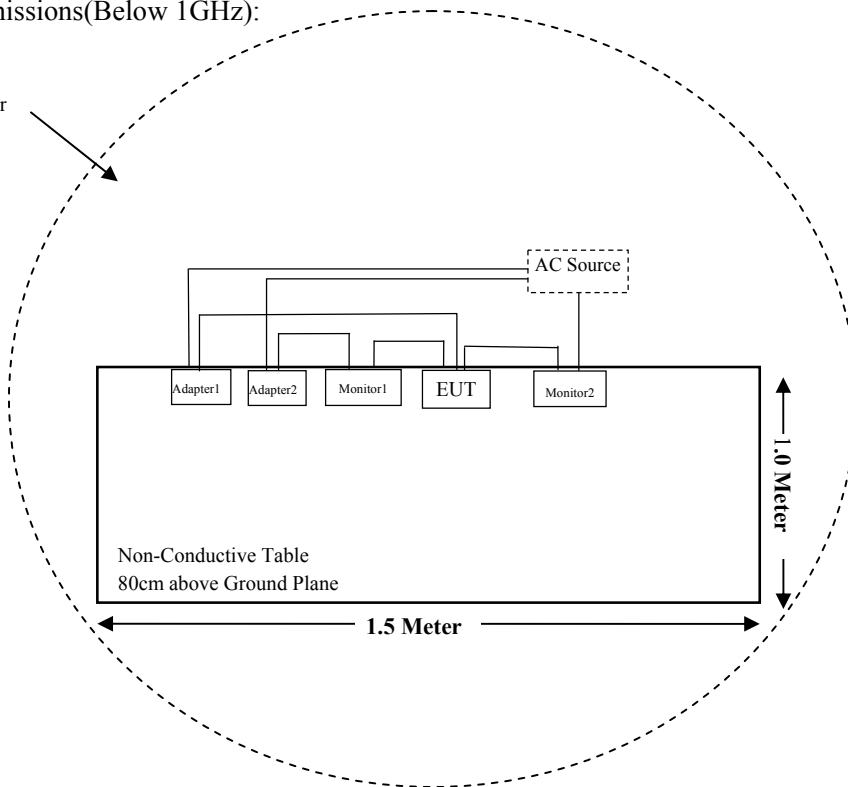 nissions(Below 1GHz):
r
AC Source
Adapter1
Adapter2
Monitor1
EUT
Monitor2
1.0 Meter
Non-Conductive Table
80cm above Ground Plane
1.5 Meter